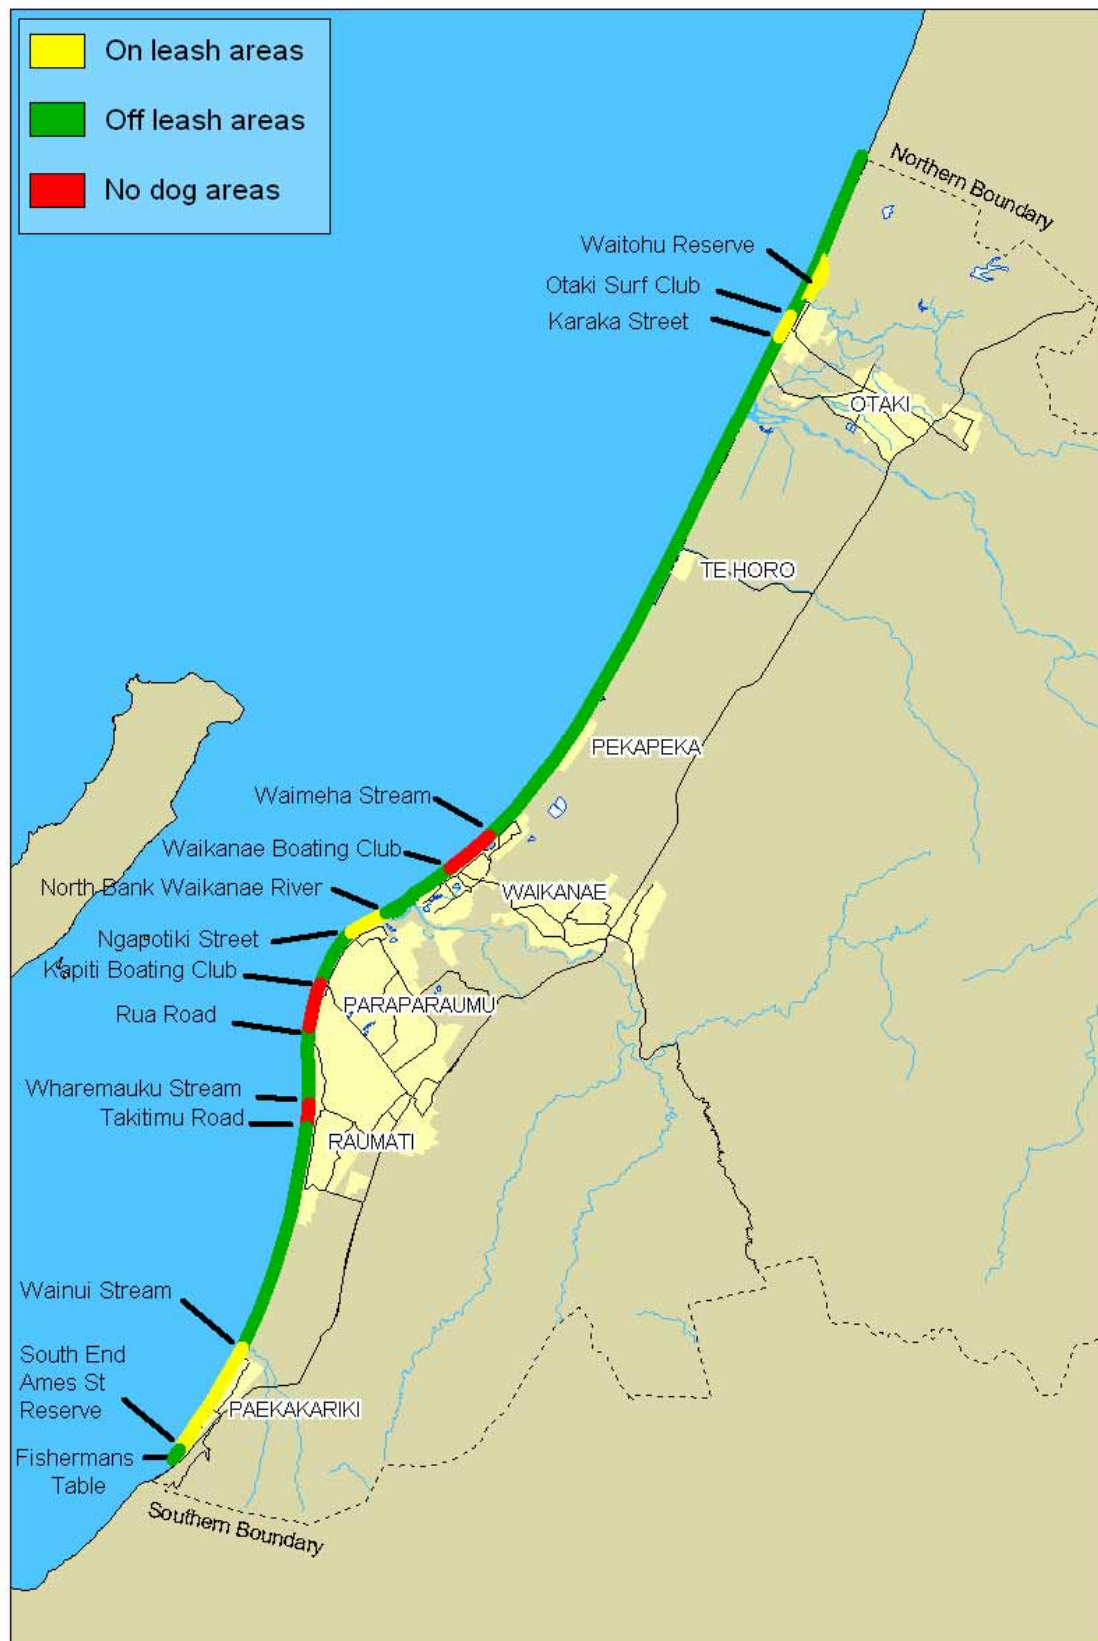 On leash areas
Off leash areas
No dog areas
Northern Boundary
Waitohu Reserve
Otaki Surf Club
Karaka Street
OTAKI
TE HORO
PEKAPEKA
Waimeha Stream
Waikanae Boating Club
North Bank Waikanae River
WAIKANAE
Ngapotiki Street
Kapiti Boating Club
PARAPARAUMU
Rua Road
Wharemauku Stream
Takitimu Road
RAUMATI
Wainui Stream
South End
Ames St
Reserve
PAEKAKARIKI
Fishermans
Table
Southern Boundary